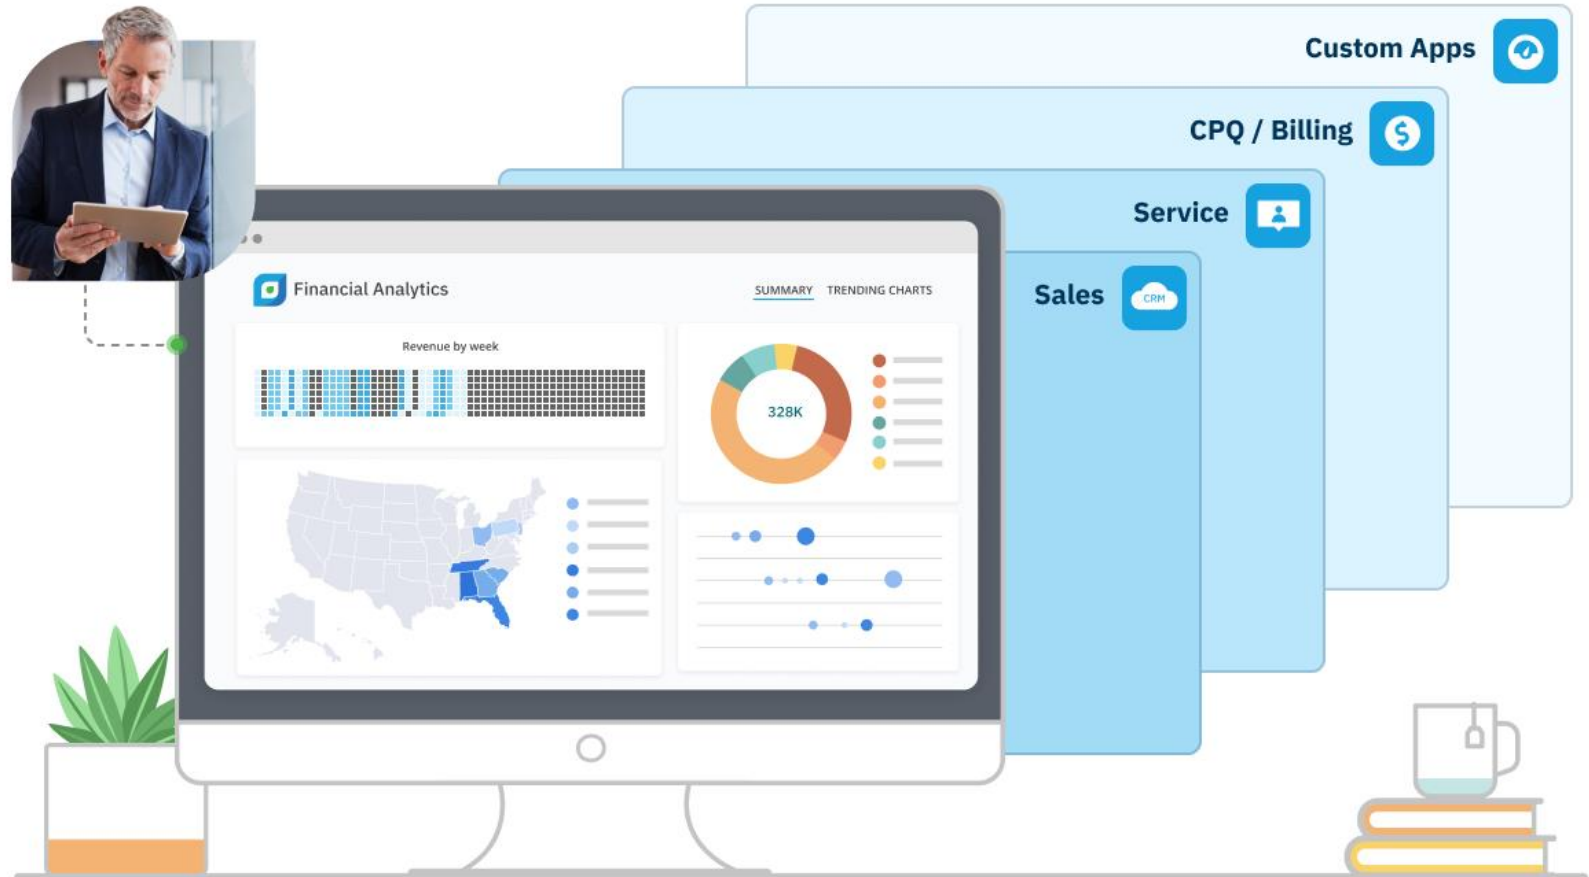 Custom Apps
CPQ / Billing
Service
Sales
CRM
Financial Analytics
SUMMARY TRENDING CHARTS
Revenue by week
328K